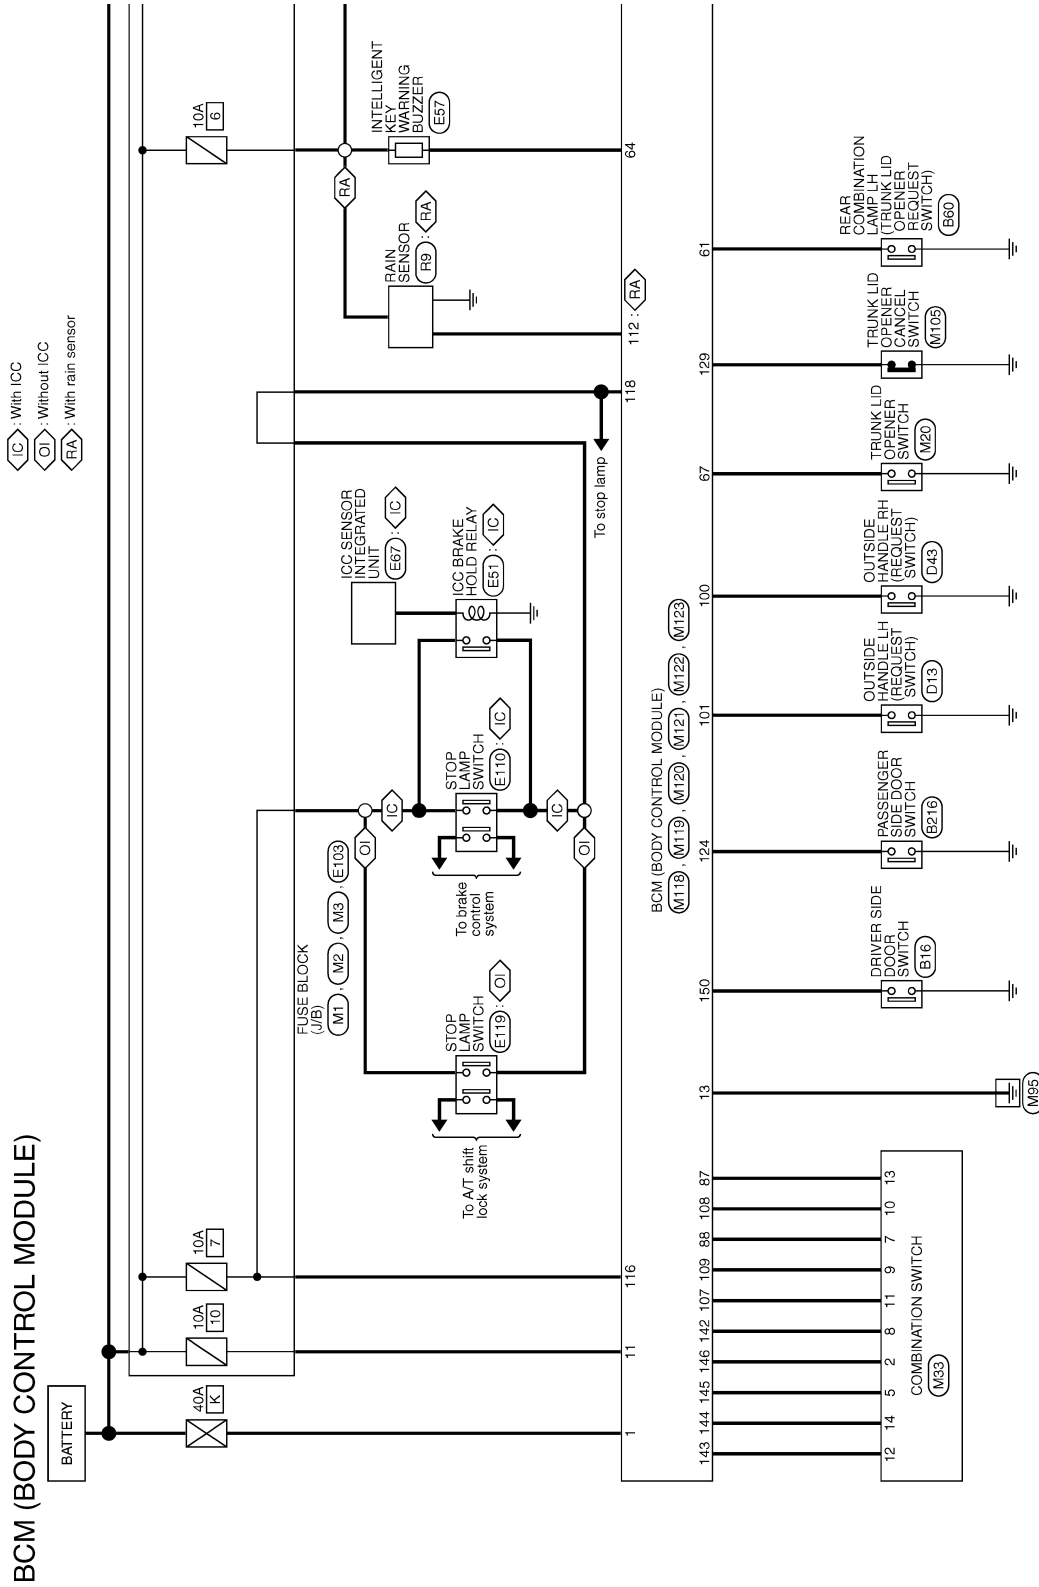 BCM (BODY CONTROL MODULE)
IC : With ICC
OI : Without ICC
RA : With rain sensor
BATTERY
40A
K
10A
10
10A
7
10A
6
FUSE BLOCK
(J/B)
M1 , M2 , M3 , E103
OI
IC
RA
STOP
LAMP
SWITCH
E119 : OI
To A/T shift
lock system
STOP
LAMP
SWITCH
E110 : IC
To brake
control
system
OI
IC
ICC SENSOR
INTEGRATED
UNIT
E67 : IC
ICC BRAKE
HOLD RELAY
E51 : IC
To stop lamp
RAIN
SENSOR
R9 : RA
INTELLIGENT
KEY
WARNING
BUZZER
E57
1
11
116
118
112 : RA
64
BCM (BODY CONTROL MODULE)
M118 , M119 , M120 , M121 , M122 , M123
143
144
145
146
142
107
109
88
108
87
13
150
124
101
100
67
129
61
12
14
5
2
8
11
9
7
10
13
COMBINATION SWITCH
M33
M95
DRIVER SIDE
DOOR
SWITCH
B16
PASSENGER
SIDE DOOR
SWITCH
B216
OUTSIDE
HANDLE LH
(REQUEST
SWITCH)
D13
OUTSIDE
HANDLE RH
(REQUEST
SWITCH)
D43
TRUNK LID
OPENER
SWITCH
M20
TRUNK LID
OPENER
CANCEL
SWITCH
M105
REAR
COMBINATION
LAMP LH
(TRUNK LID
OPENER
REQUEST
SWITCH)
B60